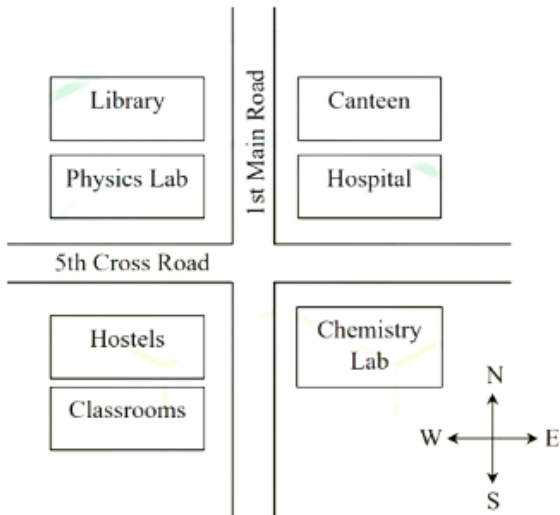 Library
Canteen
1st Main Road
Physics Lab
Hospital
5th Cross Road
Hostels
Chemistry
Lab
Classrooms
N
W
E
S